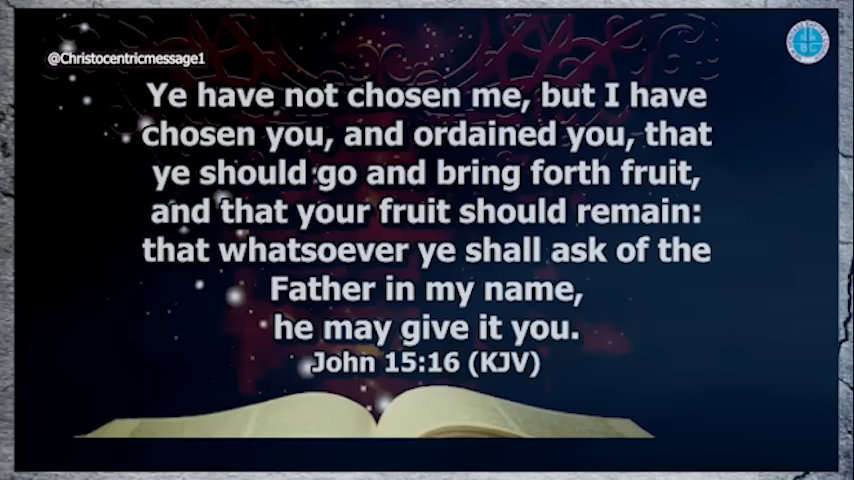 @Christocentricmessage1
Ye have not chosen me, but I have
chosen you, and ordained you, that
ye should go and bring forth fruit,
and that your fruit should remain:
that whatsoever ye shall ask of the
Father in my name,
he may give it you.
John 15:16 (KJV)